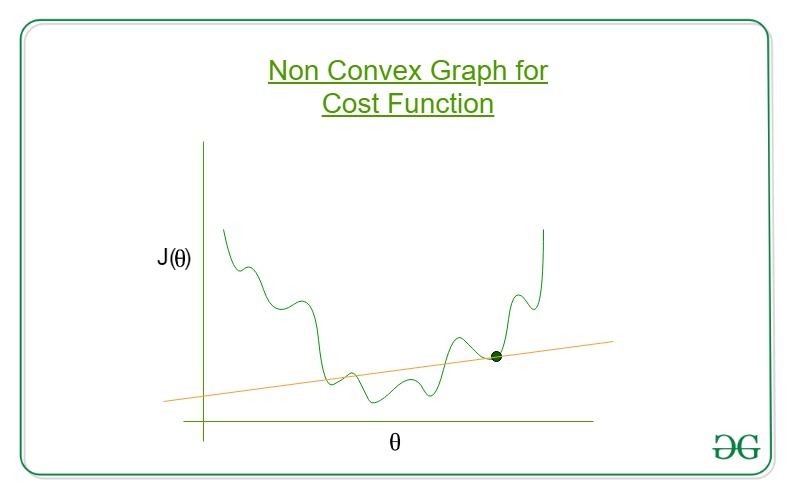 Non Convex Graph for
Cost Function
J(θ)
θ